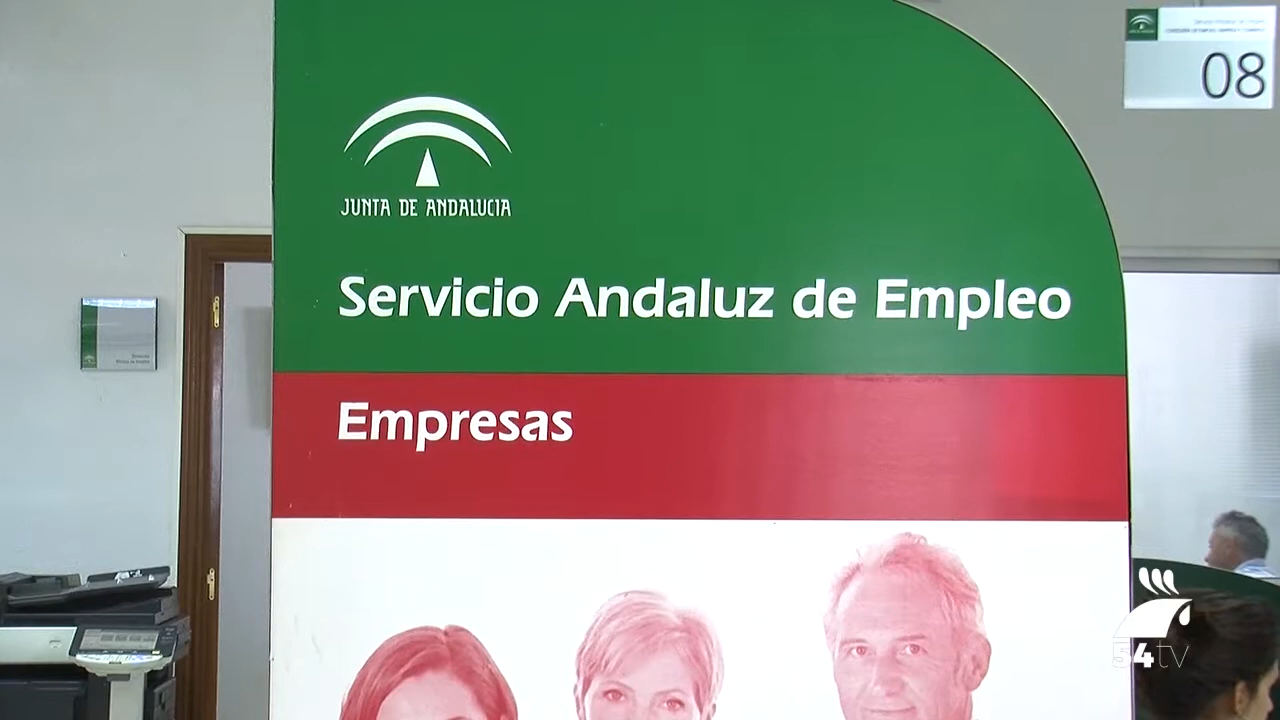 08
JUNTA DE ANDALUCIA
Servicio Andaluz de Empleo
Empresas
54tv